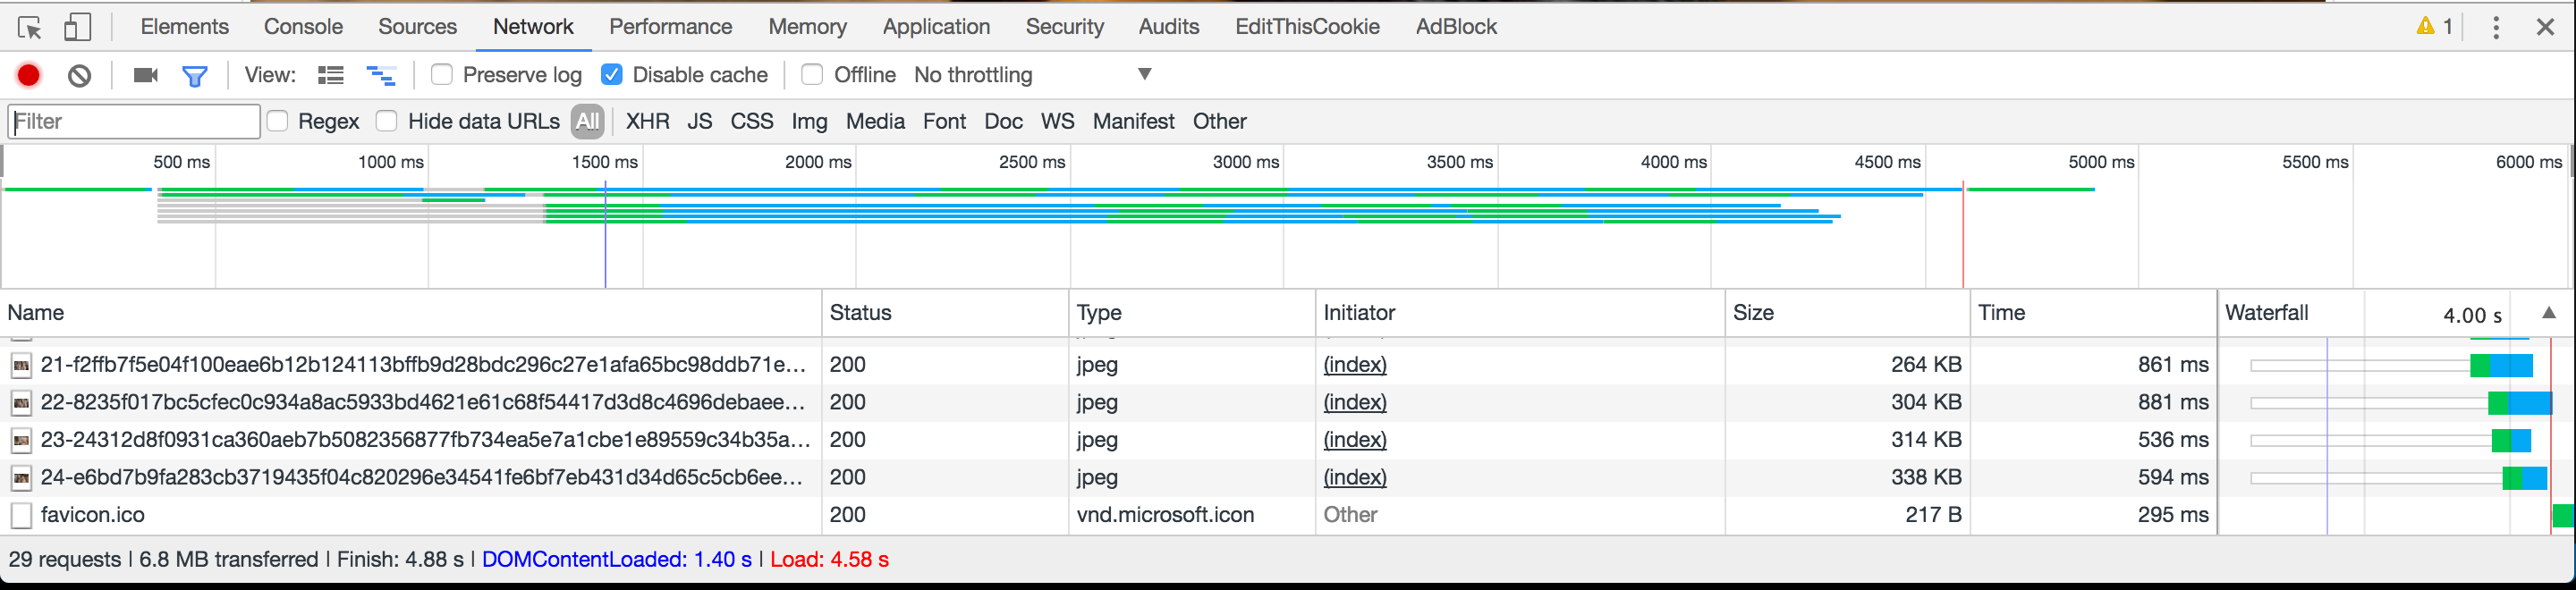 Elements Console Sources Network Performance Memory Application Security Audits EditThisCookie AdBlock 1
View: Preserve log Disable cache Offline No throttling
Filter Regex Hide data URLs All XHR JS CSS Img Media Font Doc WS Manifest Other
500 ms 1000 ms 1500 ms 2000 ms 2500 ms 3000 ms 3500 ms 4000 ms 4500 ms 5000 ms 5500 ms 6000 ms
Name Status Type Initiator Size Time Waterfall 4.00 s
21-f2ffb7f5e04f100eae6b12b124113bffb9d28bdc296c27e1afa65bc98ddb71e... 200 jpeg (index) 264 KB 861 ms
22-8235f017bc5cfec0c934a8ac5933bd4621e61c68f54417d3d8c4696debaee... 200 jpeg (index) 304 KB 881 ms
23-24312d8f0931ca360aeb7b5082356877fb734ea5e7a1cbe1e89559c34b35a... 200 jpeg (index) 314 KB 536 ms
24-e6bd7b9fa283cb3719435f04c820296e34541fe6bf7eb431d34d65c5cb6ee... 200 jpeg (index) 338 KB 594 ms
favicon.ico 200 vnd.microsoft.icon Other 217 B 295 ms
29 requests | 6.8 MB transferred | Finish: 4.88 s | DOMContentLoaded: 1.40 s | Load: 4.58 s